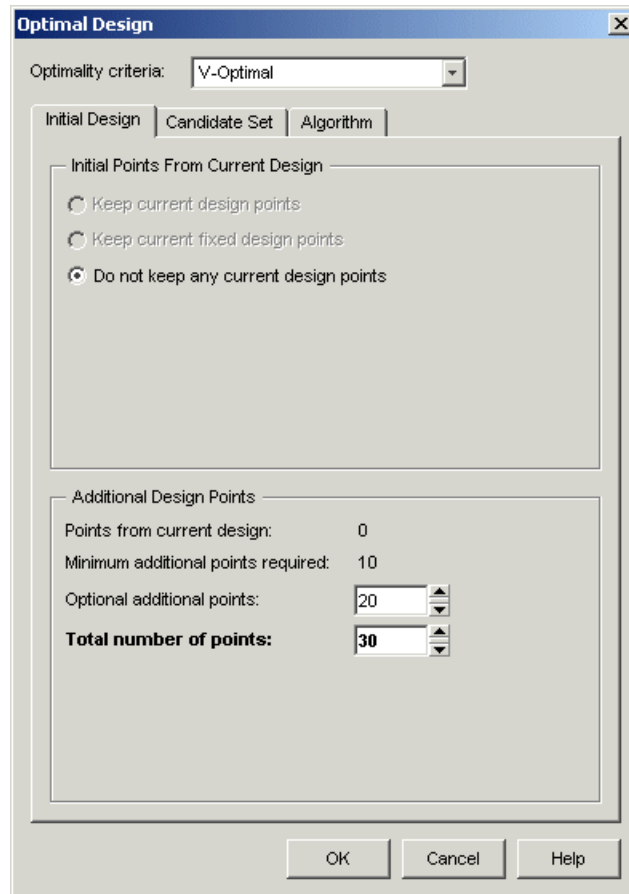 Optimal Design
Optimality criteria: V-Optimal
Initial Design Candidate Set Algorithm
Initial Points From Current Design
Keep current design points
Keep current fixed design points
Do not keep any current design points
Additional Design Points
Points from current design: 0
Minimum additional points required: 10
Optional additional points: 20
Total number of points: 30
OK Cancel Help